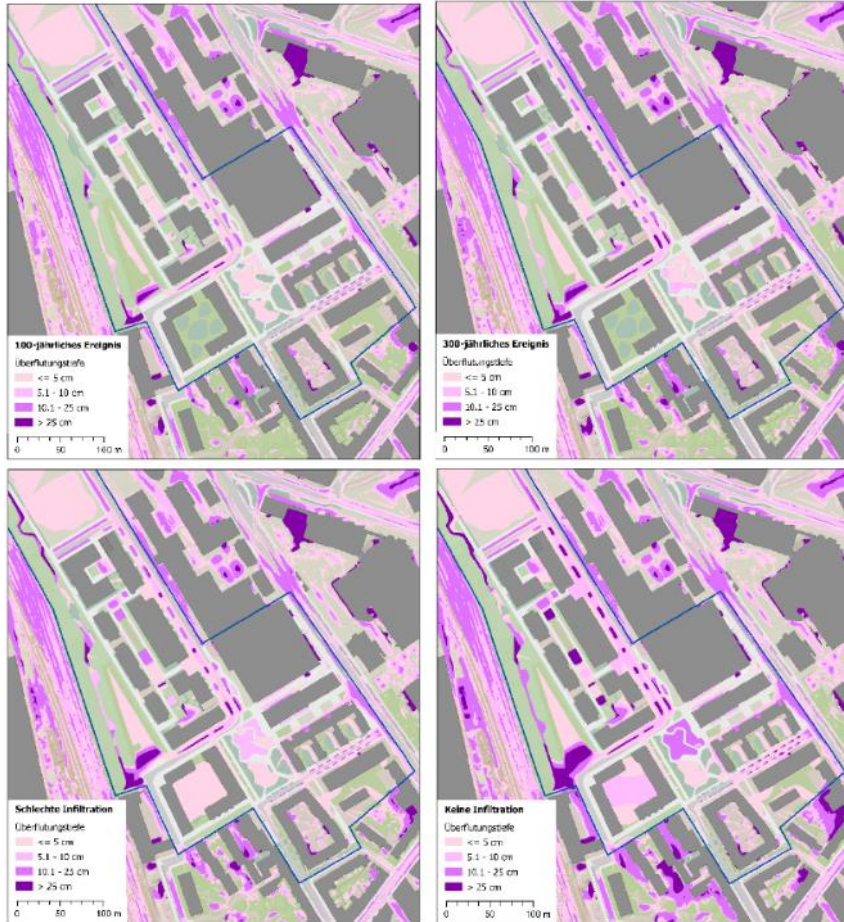 100-jährliches Ereignis
Überflutungstiefe
<= 5 cm
5.1 - 10 cm
10.1 - 25 cm
> 25 cm
0 50 100 m
300-jährliches Ereignis
Überflutungstiefe
<= 5 cm
5.1 - 10 cm
10.1 - 25 cm
> 25 cm
0 50 100 m
Schlechte Infiltration
Überflutungstiefe
<= 5 cm
5.1 - 10 cm
10.1 - 25 cm
> 25 cm
0 50 100 m
Keine Infiltration
Überflutungstiefe
<= 5 cm
5.1 - 10 cm
10.1 - 25 cm
> 25 cm
0 50 100 m